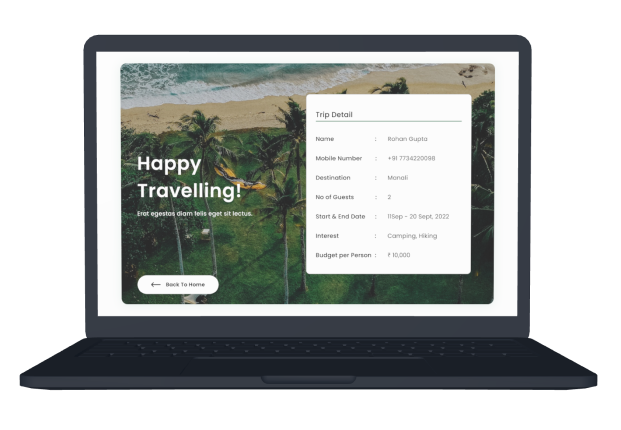 Happy
Travelling!
Erat egestas diam felis eget sit lectus.
← Back To Home
Trip Detail
Name : Rohan Gupta
Mobile Number : +91 7734220098
Destination : Manali
No of Guests : 2
Start & End Date : 11Sep - 20 Sept, 2022
Interest : Camping, Hiking
Budget per Person : ₹ 10,000